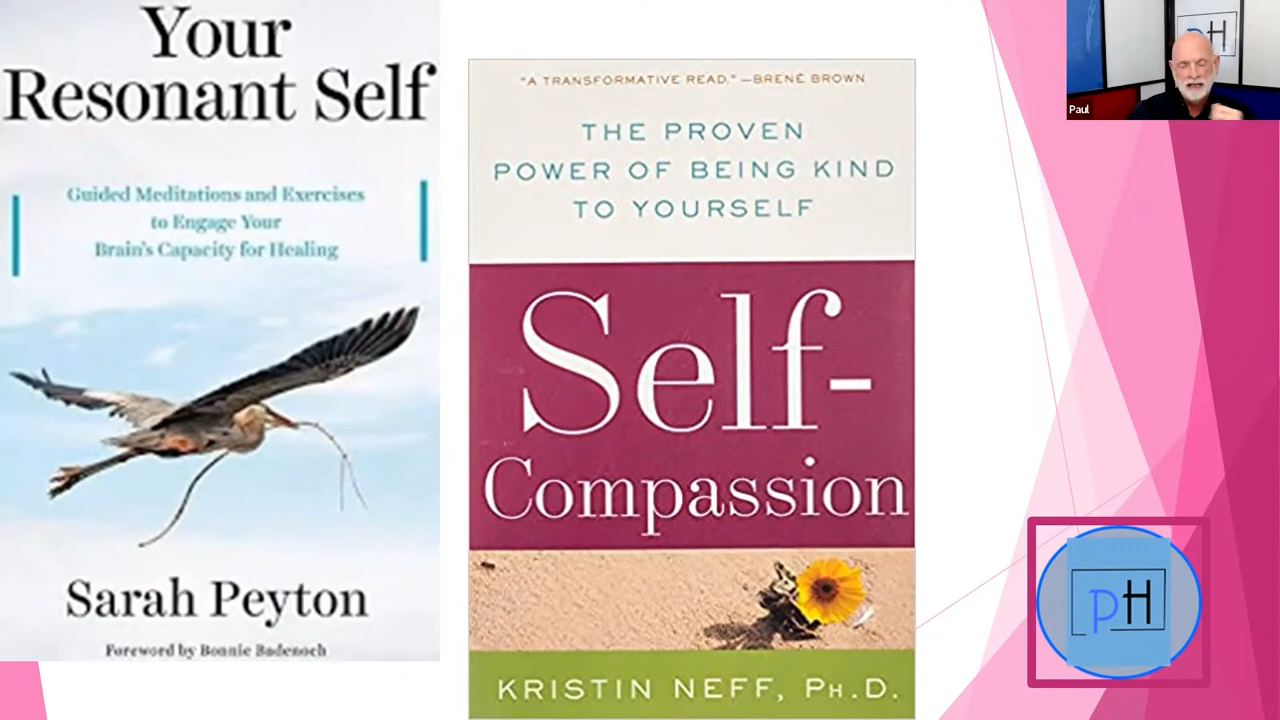 Your
Resonant Self
Guided Meditations and Exercises
to Engage Your
Brain's Capacity for Healing
Sarah Peyton
Foreword by Bonnie Badenoch
"A TRANSFORMATIVE READ." —BRENÉ BROWN
THE PROVEN
POWER OF BEING KIND
TO YOURSELF
Self-
Compassion
KRISTIN NEFF, PH.D.
pH
Paul
pH